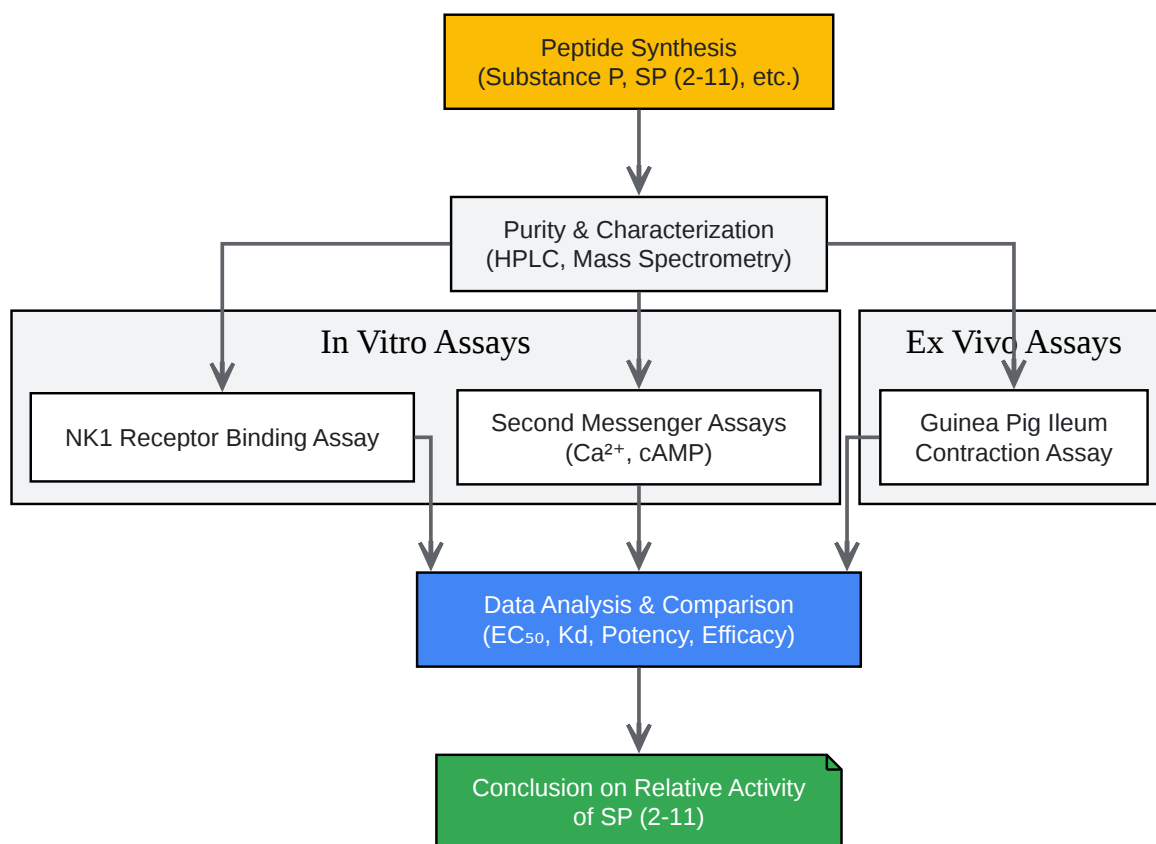 Peptide Synthesis
(Substance P, SP (2-11), etc.)
Purity & Characterization
(HPLC, Mass Spectrometry)
In Vitro Assays
Ex Vivo Assays
NK1 Receptor Binding Assay
Second Messenger Assays
(Ca²⁺, cAMP)
Guinea Pig Ileum
Contraction Assay
Data Analysis & Comparison
(EC₅₀, Kd, Potency, Efficacy)
Conclusion on Relative Activity
of SP (2-11)